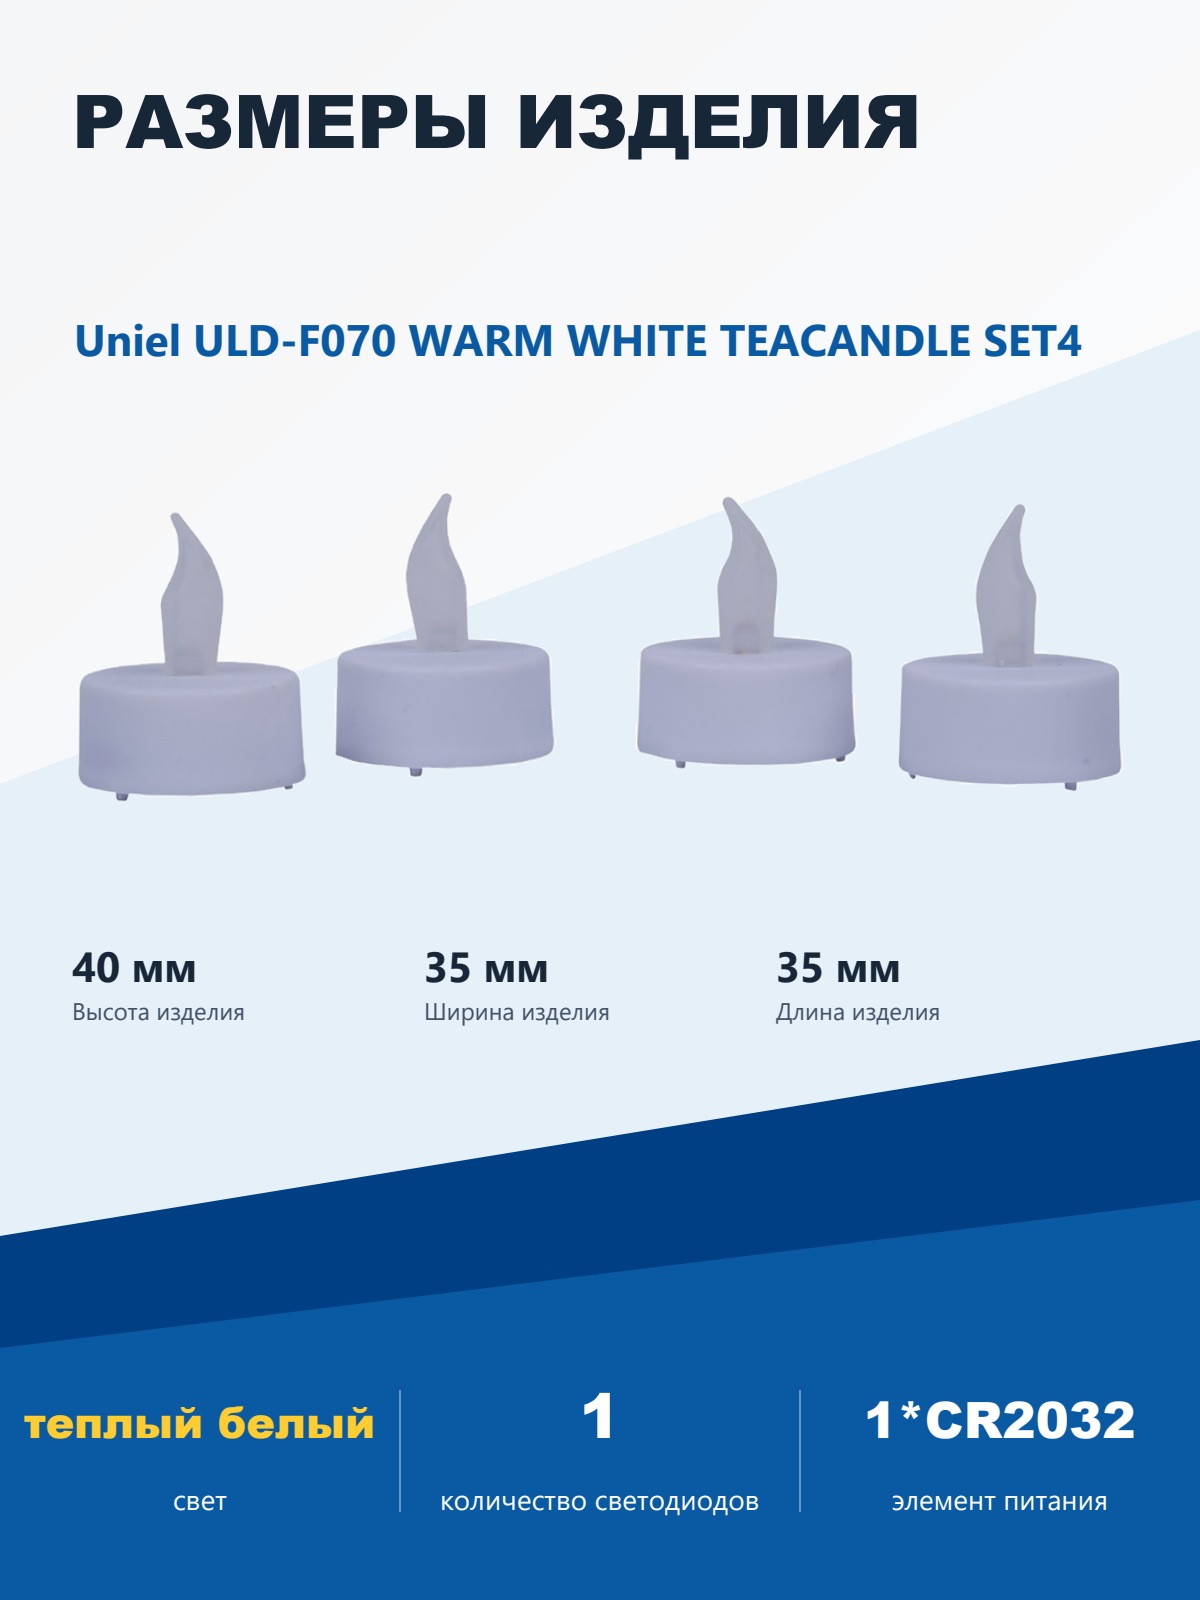 РАЗМЕРЫ ИЗДЕЛИЯ
Uniel ULD-F070 WARM WHITE TEACANDLE SET4
40 мм
Высота изделия
35 мм
Ширина изделия
35 мм
Длина изделия
теплый белый
свет
1
количество светодиодов
1*CR2032
элемент питания